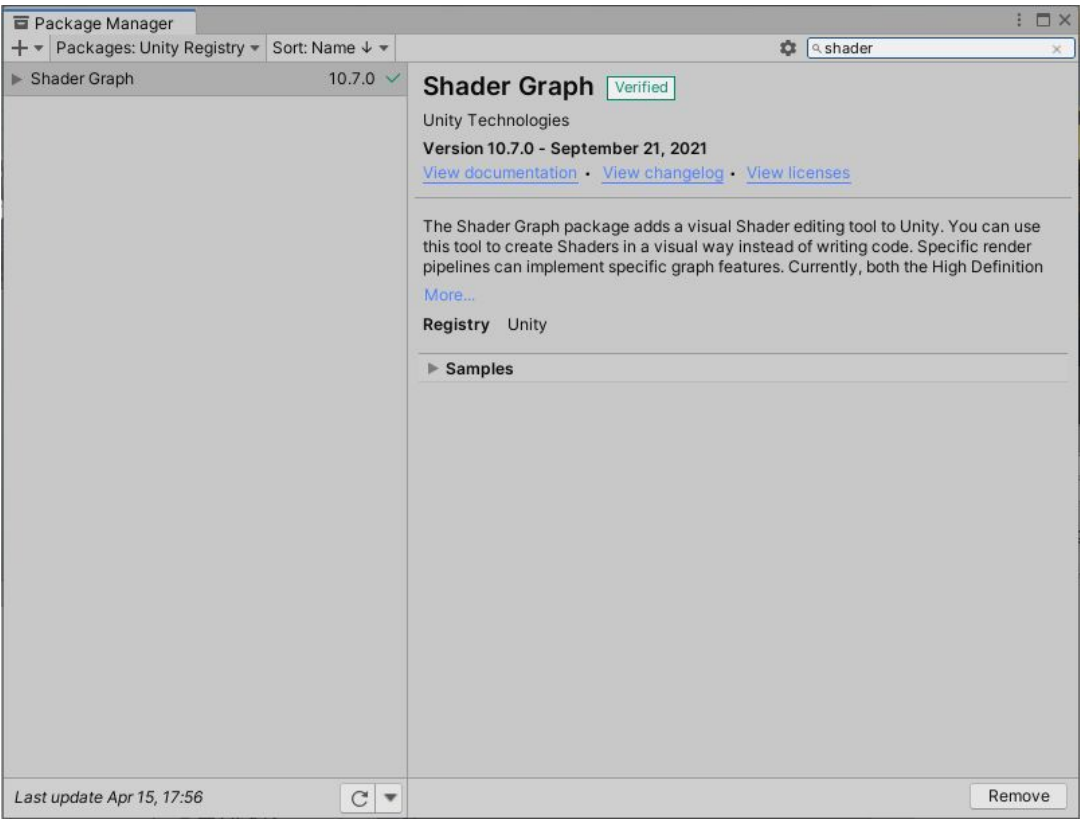 Package Manager
Packages: Unity Registry Sort: Name ↓ shader
Shader Graph 10.7.0
Shader Graph Verified
Unity Technologies
Version 10.7.0 - September 21, 2021
View documentation • View changelog • View licenses
The Shader Graph package adds a visual Shader editing tool to Unity. You can use
this tool to create Shaders in a visual way instead of writing code. Specific render
pipelines can implement specific graph features. Currently, both the High Definition
More...
Registry Unity
Samples
Last update Apr 15, 17:56
Remove